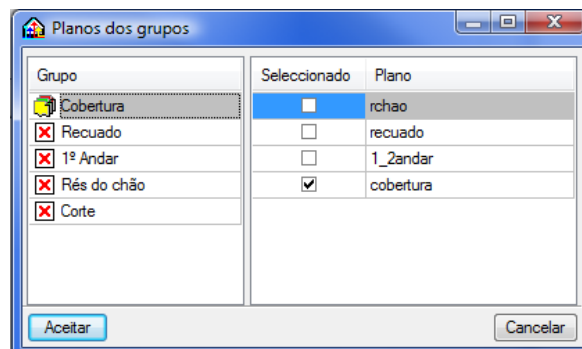 Planos dos grupos
Grupo
Cobertura
Recuado
1º Andar
Rés do chão
Corte
Seleccionado Plano
rchao
recuado
1_2andar
cobertura
Aceitar
Cancelar